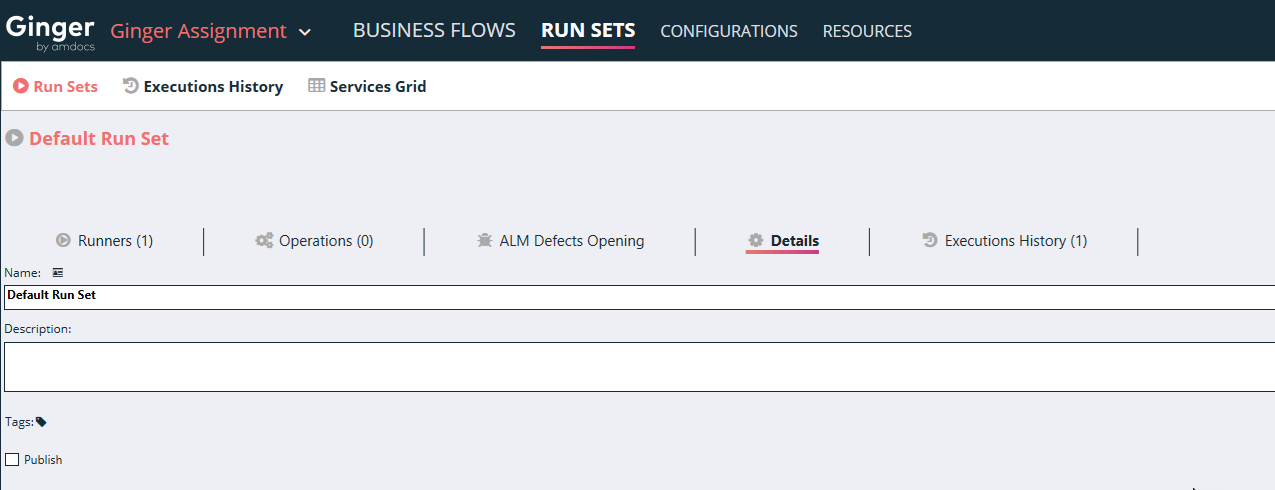 Ginger
by amdocs
Ginger Assignment
BUSINESS FLOWS
RUN SETS
CONFIGURATIONS
RESOURCES
Run Sets
Executions History
Services Grid
Default Run Set
Runners (1)
Operations (0)
ALM Defects Opening
Details
Executions History (1)
Name:
Default Run Set
Description:
Tags:
Publish